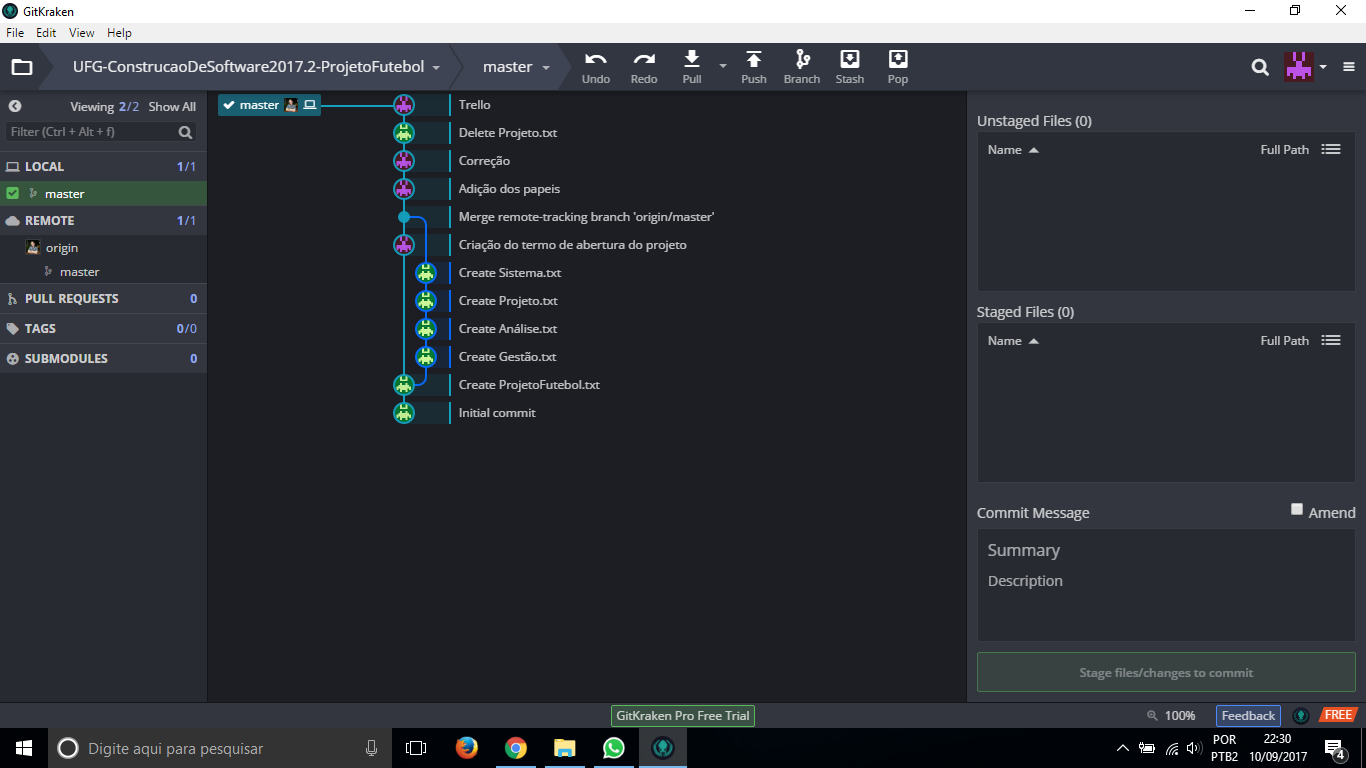 GitKraken
File Edit View Help
UFG-ConstrucaoDeSoftware2017.2-ProjetoFutebol
master
Undo
Redo
Pull
Push
Branch
Stash
Pop
Viewing 2/2 Show All
Filter (Ctrl + Alt + f)
LOCAL 1/1
master
REMOTE 1/1
origin
master
PULL REQUESTS 0
TAGS 0/0
SUBMODULES 0
master
Trello
Delete Projeto.txt
Correção
Adição dos papeis
Merge remote-tracking branch 'origin/master'
Criação do termo de abertura do projeto
Create Sistema.txt
Create Projeto.txt
Create Análise.txt
Create Gestão.txt
Create ProjetoFutebol.txt
Initial commit
Unstaged Files (0)
Name Full Path
Staged Files (0)
Name Full Path
Commit Message Amend
Summary
Description
Stage files/changes to commit
GitKraken Pro Free Trial
100%
Feedback
FREE
Digite aqui para pesquisar
POR
PTB2
22:30
10/09/2017
4